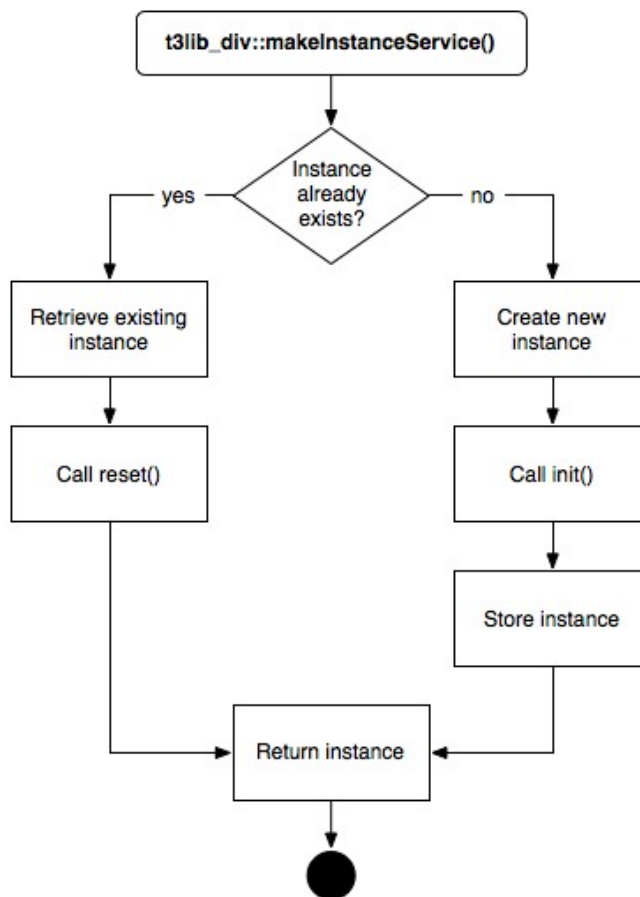 t3lib_div::makeInstanceService()
Instance
already
exists?
yes
no
Retrieve existing
instance
Create new
instance
Call reset()
Call init()
Store instance
Return instance